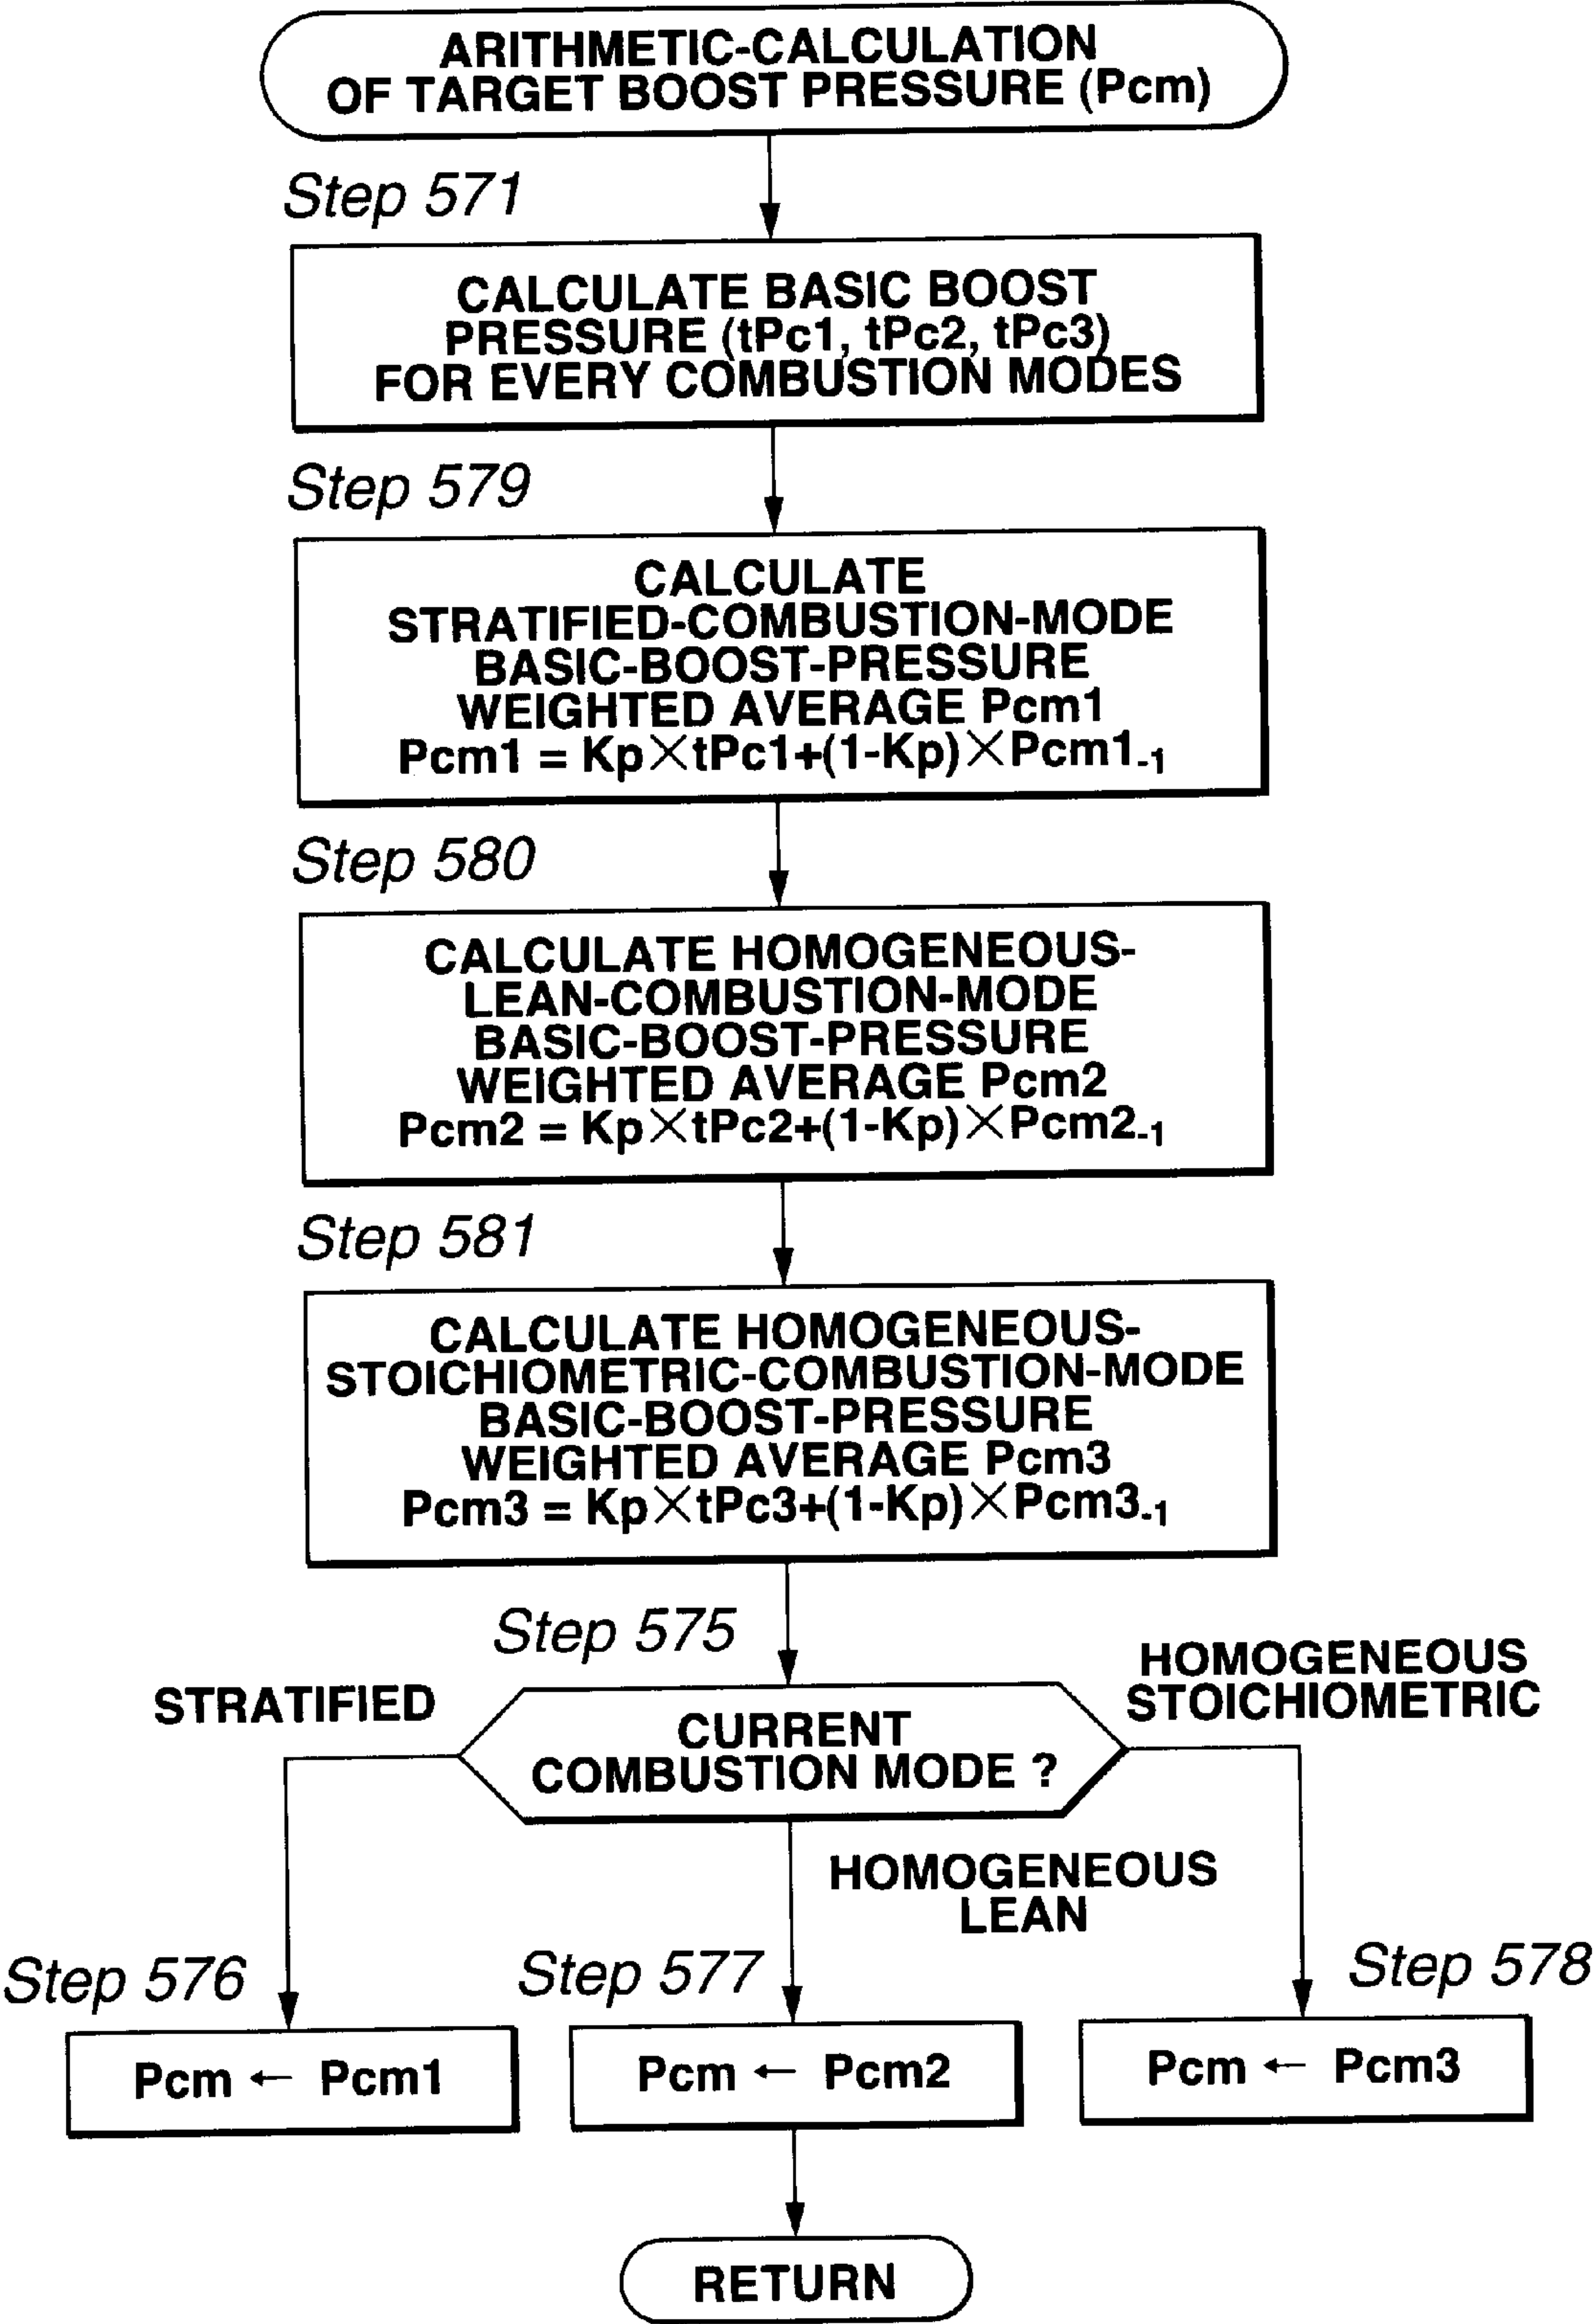 ARITHMETIC-CALCULATION
OF TARGET BOOST PRESSURE (Pcm)
Step 571
CALCULATE BASIC BOOST
PRESSURE (tPc1, tPc2, tPc3)
FOR EVERY COMBUSTION MODES
Step 579
CALCULATE
STRATIFIED-COMBUSTION-MODE
BASIC-BOOST-PRESSURE
WEIGHTED AVERAGE Pcm1
Pcm1 = Kp×tPc1+(1-Kp)×Pcm1-1
Step 580
CALCULATE HOMOGENEOUS-
LEAN-COMBUSTION-MODE
BASIC-BOOST-PRESSURE
WEIGHTED AVERAGE Pcm2
Pcm2 = Kp×tPc2+(1-Kp)×Pcm2-1
Step 581
CALCULATE HOMOGENEOUS-
STOICHIOMETRIC-COMBUSTION-MODE
BASIC-BOOST-PRESSURE
WEIGHTED AVERAGE Pcm3
Pcm3 = Kp×tPc3+(1-Kp)×Pcm3-1
Step 575
STRATIFIED
HOMOGENEOUS
STOICHIOMETRIC
CURRENT
COMBUSTION MODE ?
HOMOGENEOUS
LEAN
Step 576
Step 577
Step 578
Pcm ← Pcm1
Pcm ← Pcm2
Pcm ← Pcm3
RETURN